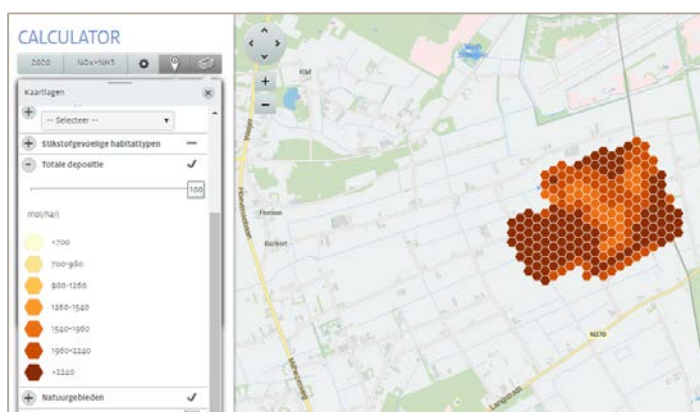 CALCULATOR
2020
NOx+NH3
Kaartlagen
-- Selecteer --
Stikstofgevoelige habitattypen
Totale depositie
100
mol/ha/j
<700
700-980
980-1260
1260-1540
1540-1960
1960-2240
>2240
Natuurgebieden
Barkert
N270
Langstraat